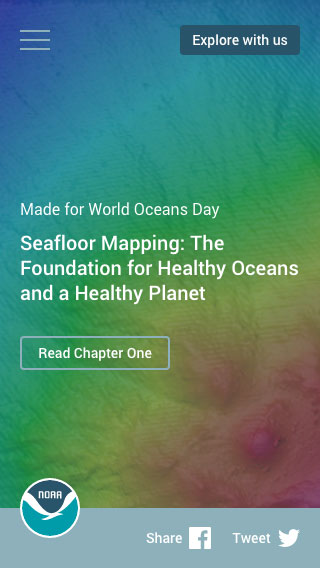 Explore with us
Made for World Oceans Day
Seafloor Mapping: The
Foundation for Healthy Oceans
and a Healthy Planet
Read Chapter One
NOAA
Share
Tweet